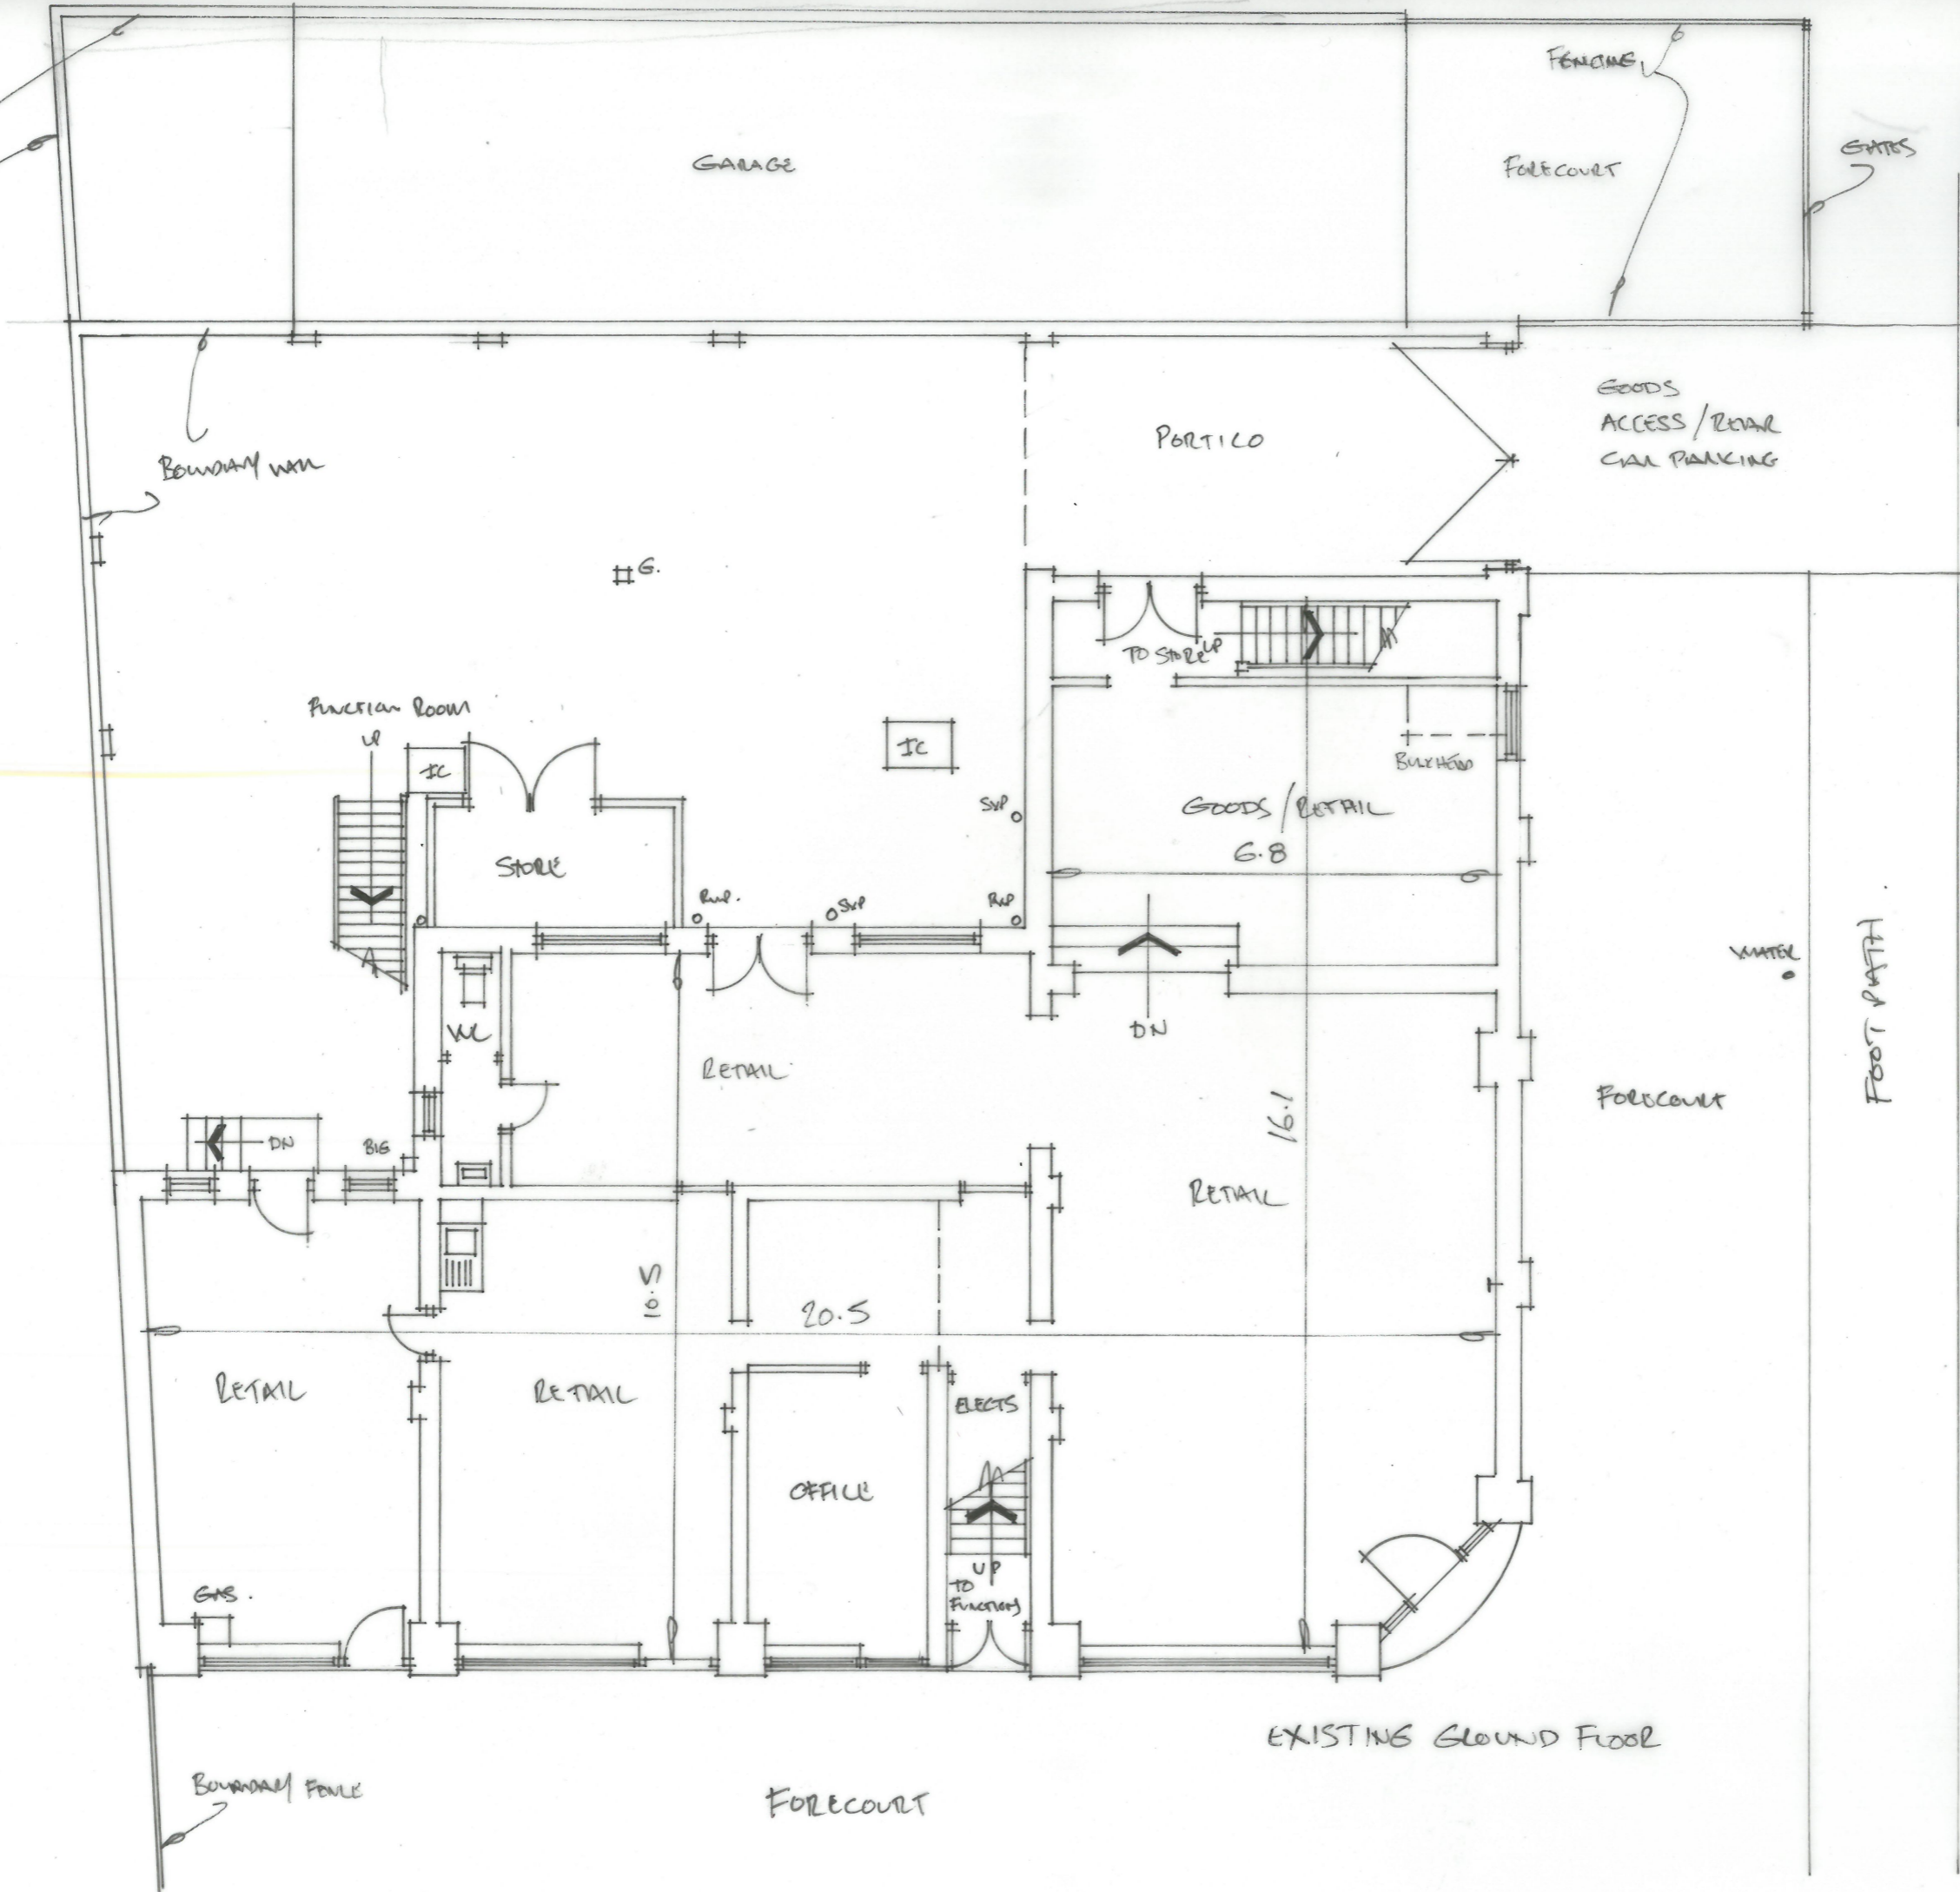 FENCING
GARAGE
FORECOURT
GATES
GOODS
ACCESS/REAR
CAR PARKING
PORTICO
BOUNDARY WALL
G.
TO STORE
UP
FUNCTION ROOM
UP
IC
IC
BULKHEAD
SVP
GOODS/RETAIL
6.8
STORE
RWP.
SVP
RWP
WATER
FOOTPATH
WC
DN
RETAIL
FORECOURT
16.1
DN
BIG
RETAIL
10.5
20.5
RETAIL
RETAIL
ELECTS
OFFICE
UP
TO
FUNCTIONS
GAS.
EXISTING GROUND FLOOR
BOUNDARY FENCE
FORECOURT